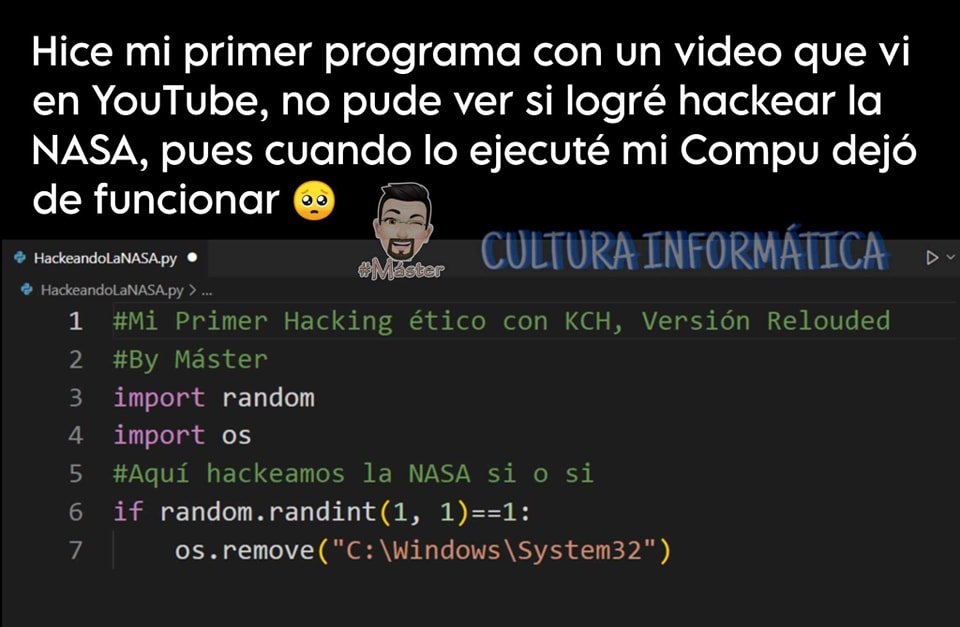 Hice mi primer programa con un video que vi
en YouTube, no pude ver si logré hackear la
NASA, pues cuando lo ejecuté mi Compu dejó
de funcionar 🥺
#Máster
CULTURA INFORMÁTICA
HackeandoLaNASA.py
HackeandoLaNASA.py > ...
1 #Mi Primer Hacking ético con KCH, Versión Relouded
2 #By Máster
3 import random
4 import os
5 #Aquí hackeamos la NASA si o si
6 if random.randint(1, 1)==1:
7 os.remove("C:\Windows\System32")